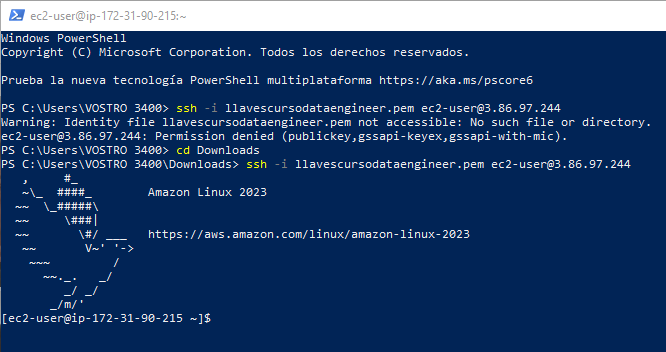 ec2-user@ip-172-31-90-215:~
Windows PowerShell
Copyright (C) Microsoft Corporation. Todos los derechos reservados.
Prueba la nueva tecnología PowerShell multiplataforma https://aka.ms/pscore6
PS C:\Users\VOSTRO 3400> ssh -i llavescursodataengineer.pem ec2-user@3.86.97.244
Warning: Identity file llavescursodataengineer.pem not accessible: No such file or directory.
ec2-user@3.86.97.244: Permission denied (publickey,gssapi-keyex,gssapi-with-mic).
PS C:\Users\VOSTRO 3400> cd Downloads
PS C:\Users\VOSTRO 3400\Downloads> ssh -i llavescursodataengineer.pem ec2-user@3.86.97.244
   ,     #_
   ~\_  ####_        Amazon Linux 2023
  ~~  \_#####\
  ~~     \###|
  ~~       \#/ ___   https://aws.amazon.com/linux/amazon-linux-2023
   ~~       V~' '->
    ~~~         /
      ~~._.   _/
         _/ _/
       _/m/'
[ec2-user@ip-172-31-90-215 ~]$